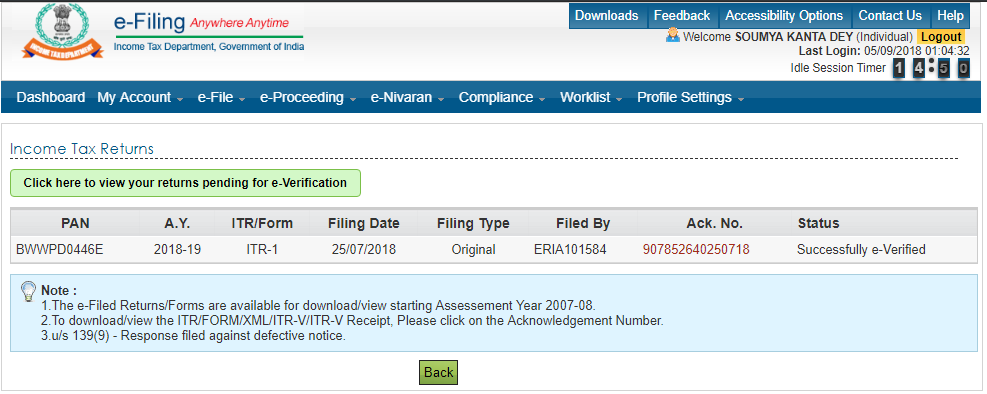 e-Filing Anywhere Anytime
Income Tax Department, Government of India
Downloads Feedback Accessibility Options Contact Us Help
Welcome SOUMYA KANTA DEY (Individual) Logout
Last Login: 05/09/2018 01:04:32
Idle Session Timer 1 4 : 5 0
Dashboard My Account e-File e-Proceeding e-Nivaran Compliance Worklist Profile Settings
Income Tax Returns
Click here to view your returns pending for e-Verification
PAN A.Y. ITR/Form Filing Date Filing Type Filed By Ack. No. Status
BWWPD0446E 2018-19 ITR-1 25/07/2018 Original ERIA101584 907852640250718 Successfully e-Verified
Note :
1.The e-Filed Returns/Forms are available for download/view starting Assessement Year 2007-08.
2.To download/view the ITR/FORM/XML/ITR-V/ITR-V Receipt, Please click on the Acknowledgement Number.
3.u/s 139(9) - Response filed against defective notice.
Back